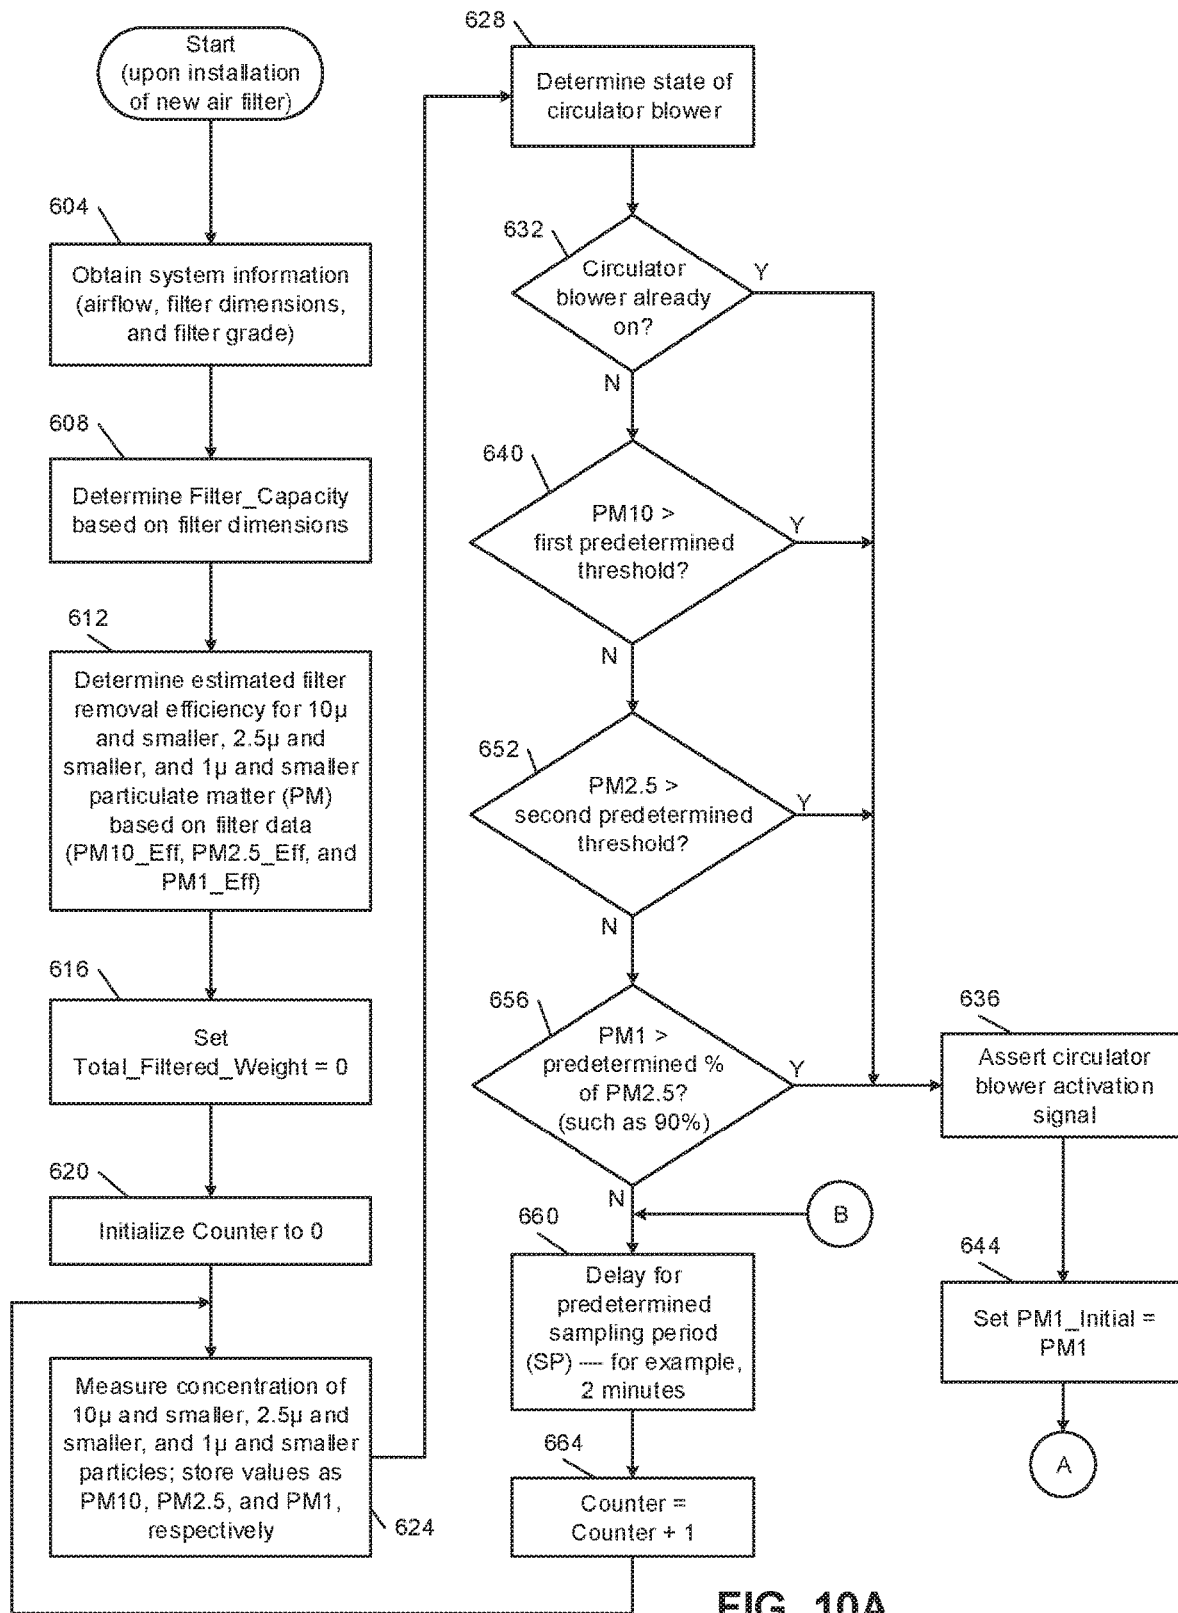 Start
(upon installation
of new air filter)
604
Obtain system information
(airflow, filter dimensions,
and filter grade)
608
Determine Filter_Capacity
based on filter dimensions
612
Determine estimated filter
removal efficiency for 10µ
and smaller, 2.5µ and
smaller, and 1µ and smaller
particulate matter (PM)
based on filter data
(PM10_Eff, PM2.5_Eff, and
PM1_Eff)
616
Set
Total_Filtered_Weight = 0
620
Initialize Counter to 0
Measure concentration of
10µ and smaller, 2.5µ and
smaller, and 1µ and smaller
particles; store values as
PM10, PM2.5, and PM1,
respectively
624
628
Determine state of
circulator blower
632
Circulator
blower already
on?
Y
N
640
PM10 >
first predetermined
threshold?
Y
N
652
PM2.5 >
second predetermined
threshold?
Y
N
656
PM1 >
predetermined %
of PM2.5?
(such as 90%)
Y
N
B
660
Delay for
predetermined
sampling period
(SP) --- for example,
2 minutes
664
Counter =
Counter + 1
636
Assert circulator
blower activation
signal
644
Set PM1_Initial =
PM1
A
FIG. 10A